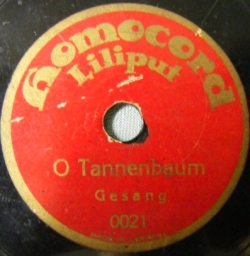 Homocord
Liliput
O Tannenbaum
Gesang
0021